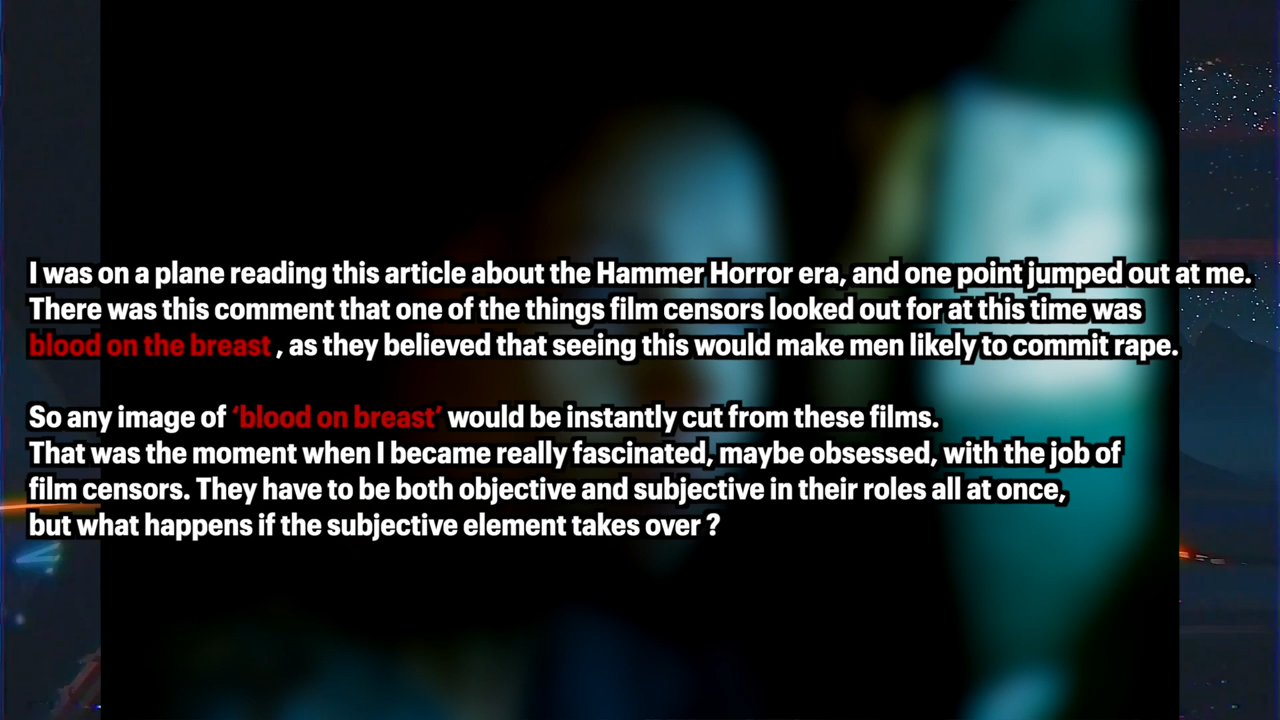 I was on a plane reading this article about the Hammer Horror era, and one point jumped out at me.
There was this comment that one of the things film censors looked out for at this time was
blood on the breast , as they believed that seeing this would make men likely to commit rape.
So any image of ‘blood on breast’ would be instantly cut from these films.
That was the moment when I became really fascinated, maybe obsessed, with the job of
film censors. They have to be both objective and subjective in their roles all at once,
but what happens if the subjective element takes over ?